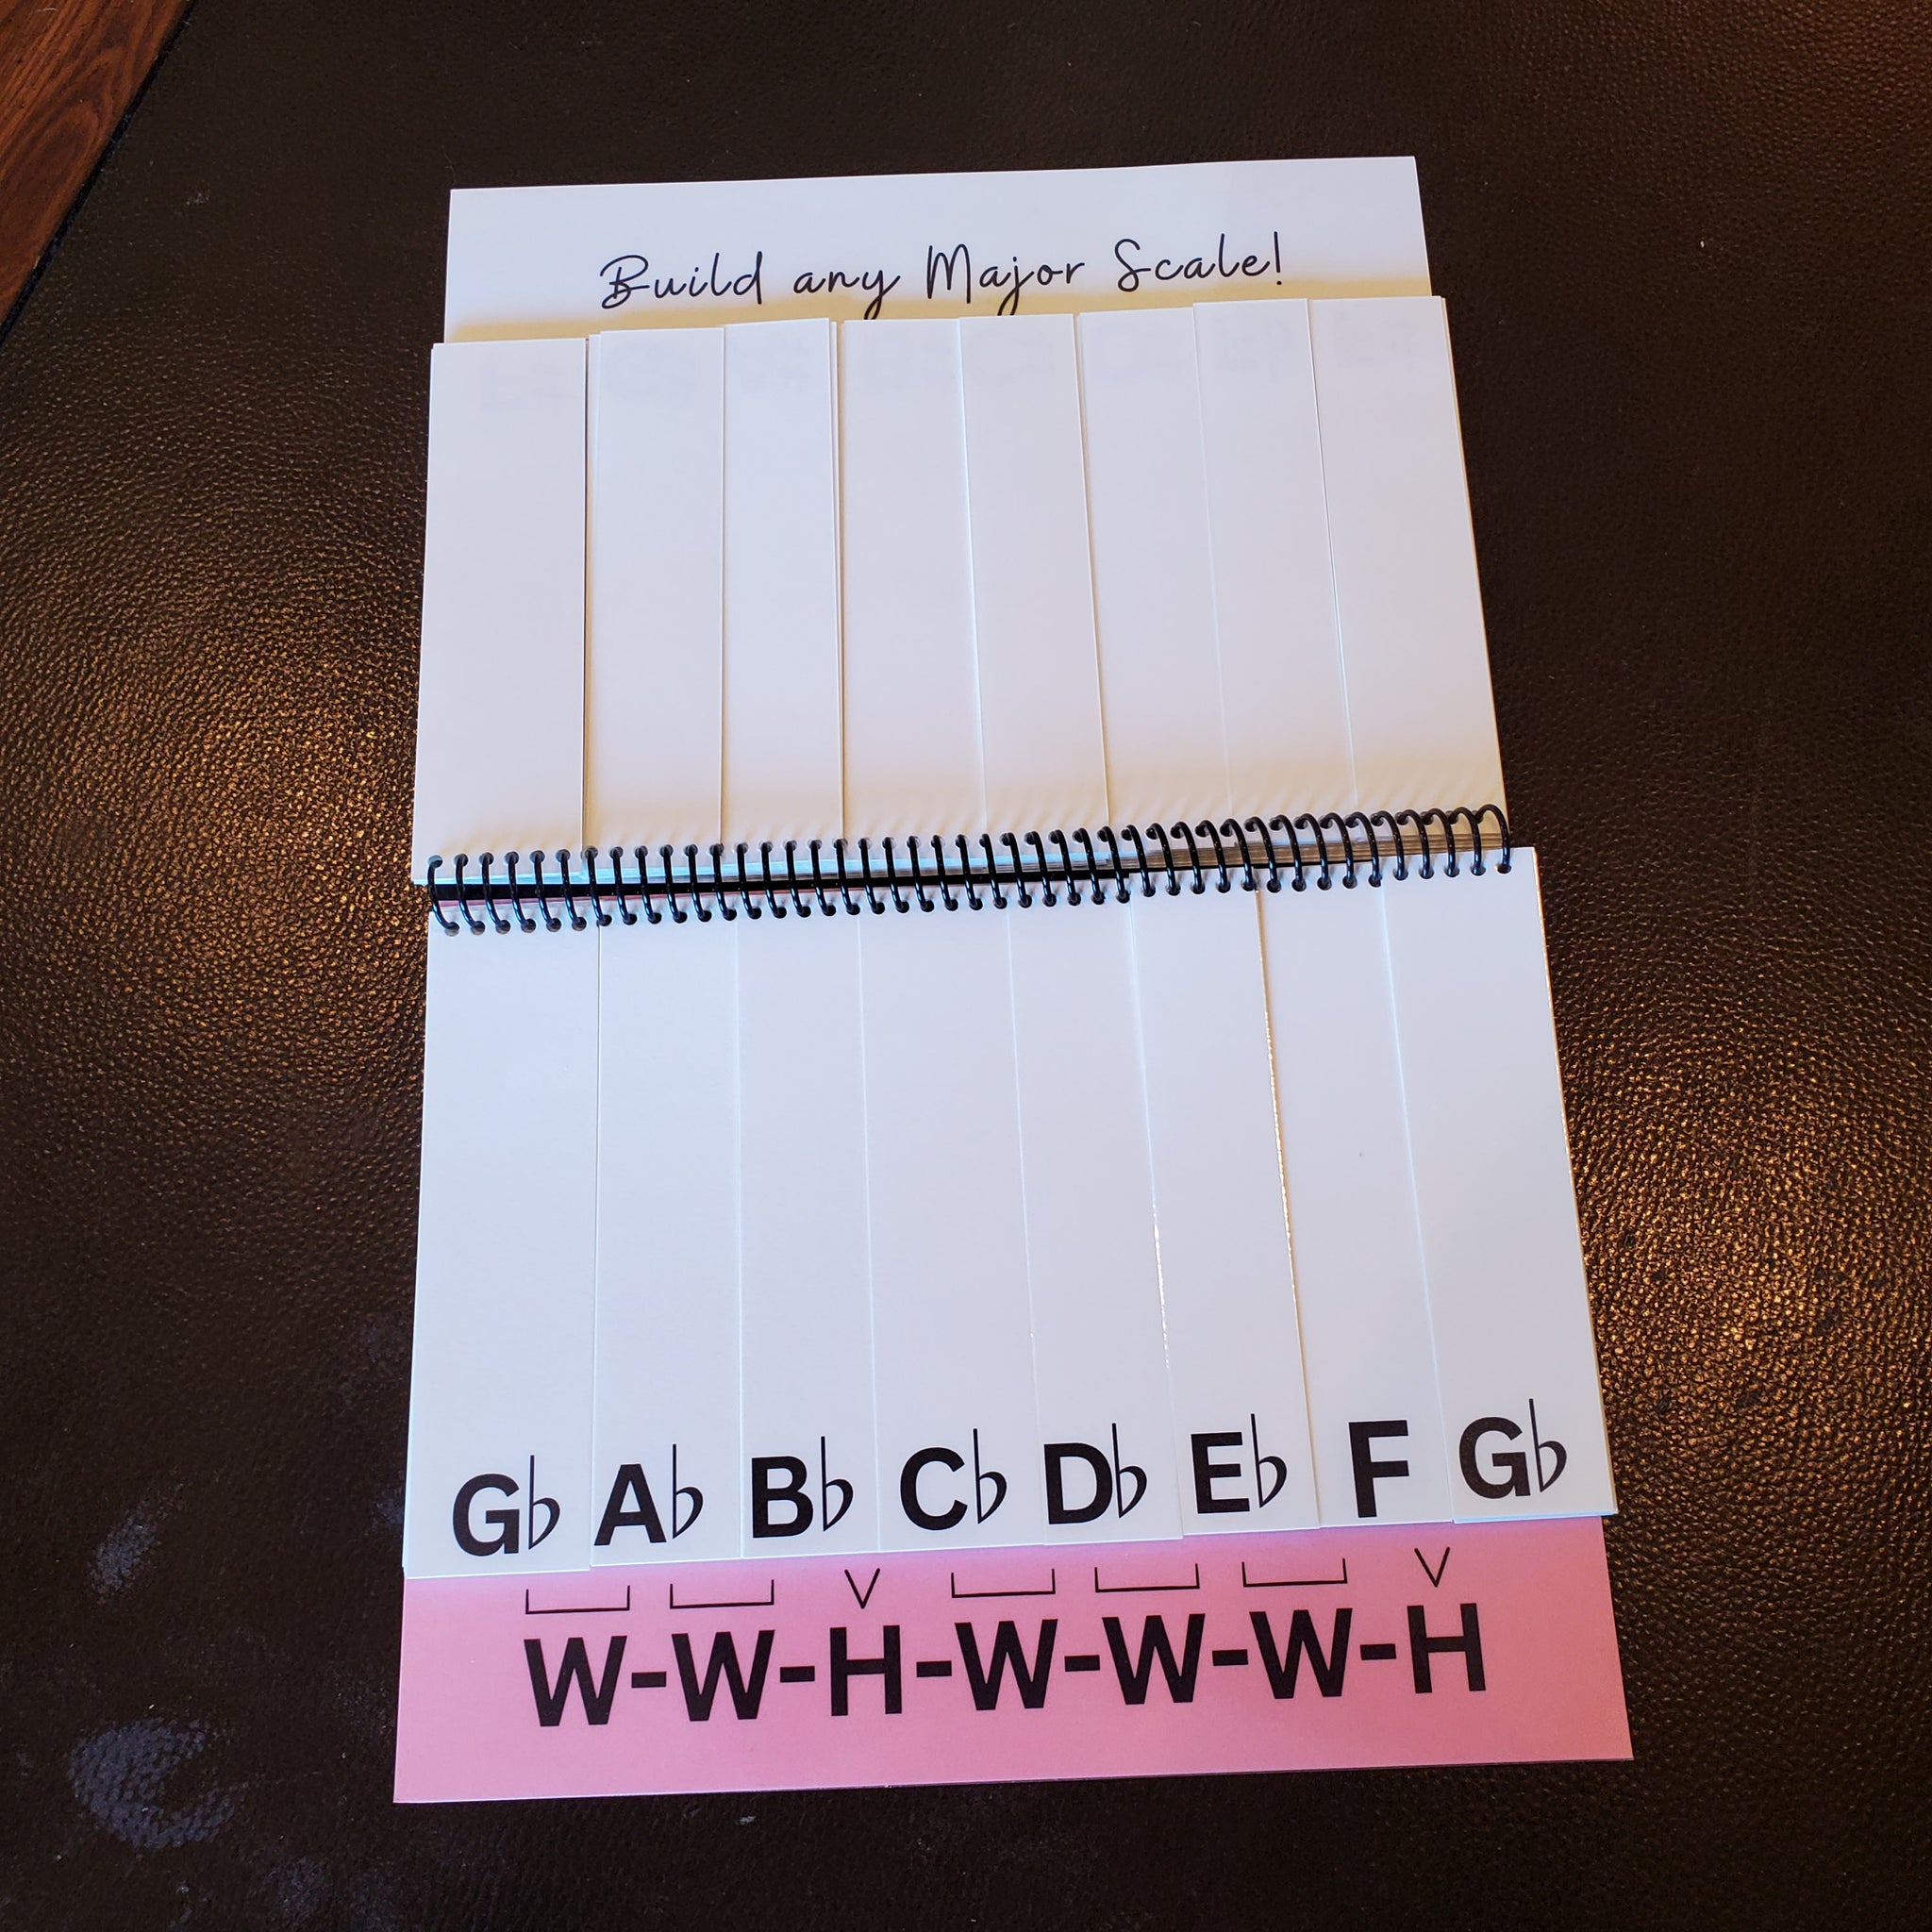 Build any Major Scale!
G♭ A♭ B♭ C♭ D♭ E♭ F G♭
W-W-H-W-W-W-H